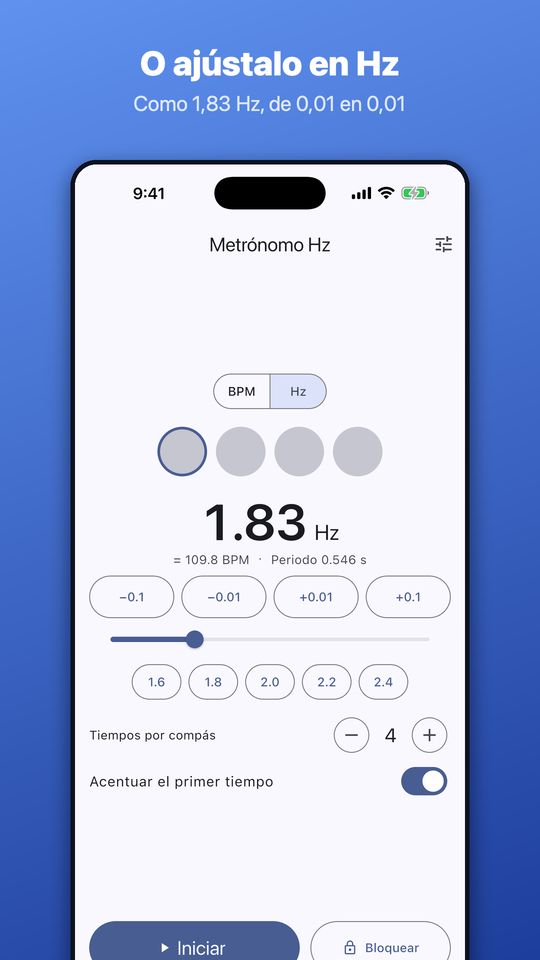 O ajústalo en Hz
Como 1,83 Hz, de 0,01 en 0,01
9:41
Metrónomo Hz
BPM Hz
1.83 Hz
= 109.8 BPM · Periodo 0.546 s
−0.1 −0.01 +0.01 +0.1
1.6 1.8 2.0 2.2 2.4
Tiempos por compás − 4 +
Acentuar el primer tiempo
Iniciar Bloquear